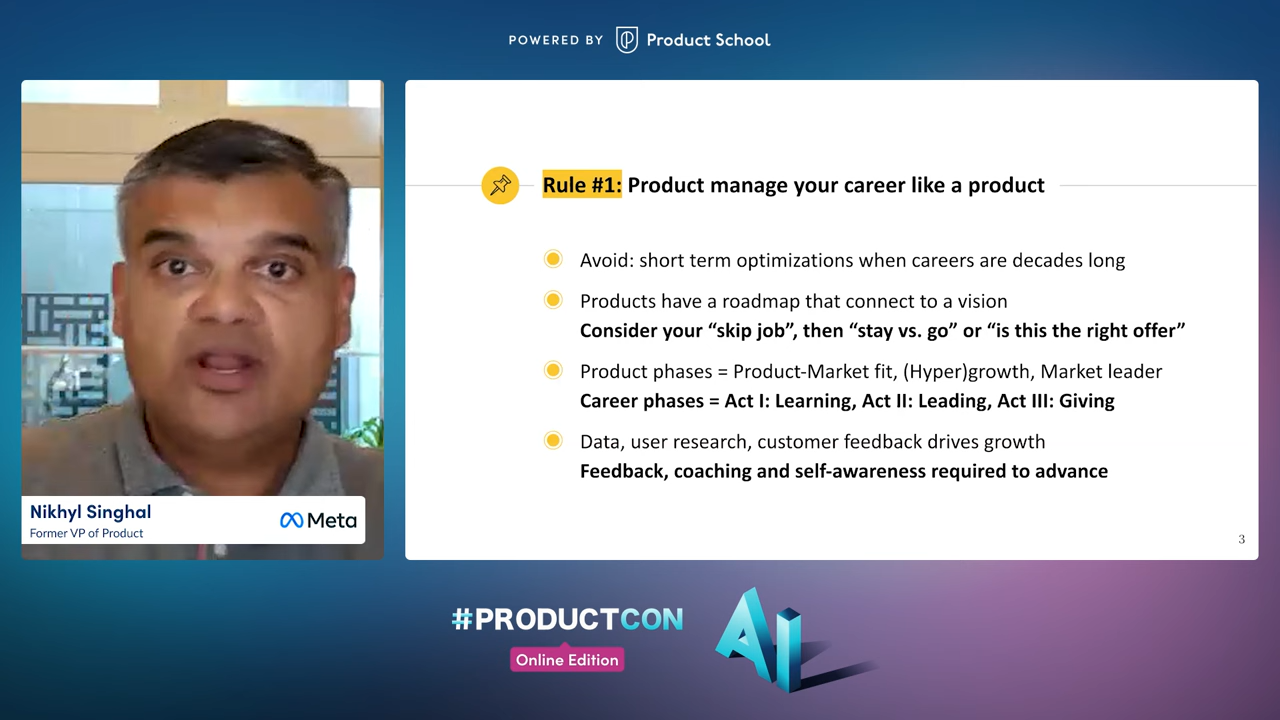 POWERED BY Product School
Rule #1: Product manage your career like a product
Avoid: short term optimizations when careers are decades long
Products have a roadmap that connect to a vision
Consider your “skip job”, then “stay vs. go” or “is this the right offer”
Product phases = Product-Market fit, (Hyper)growth, Market leader
Career phases = Act I: Learning, Act II: Leading, Act III: Giving
Data, user research, customer feedback drives growth
Feedback, coaching and self-awareness required to advance
3
Nikhyl Singhal
Former VP of Product
Meta
#PRODUCTCON
Online Edition
AI